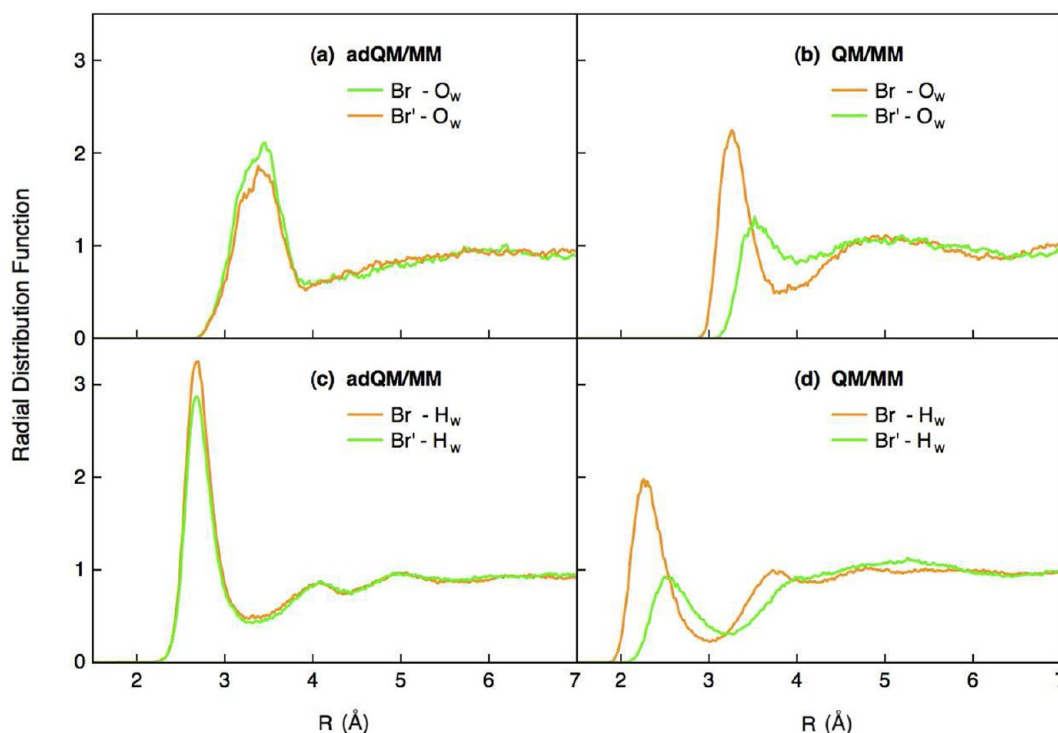 Radial Distribution Function
3
2
1
0
(a) adQM/MM
Br - Ow
Br' - Ow
(b) QM/MM
Br - Ow
Br' - Ow
3
2
1
0
(c) adQM/MM
Br - Hw
Br' - Hw
(d) QM/MM
Br - Hw
Br' - Hw
2 3 4 5 6 7
2 3 4 5 6 7
R (Å)
R (Å)